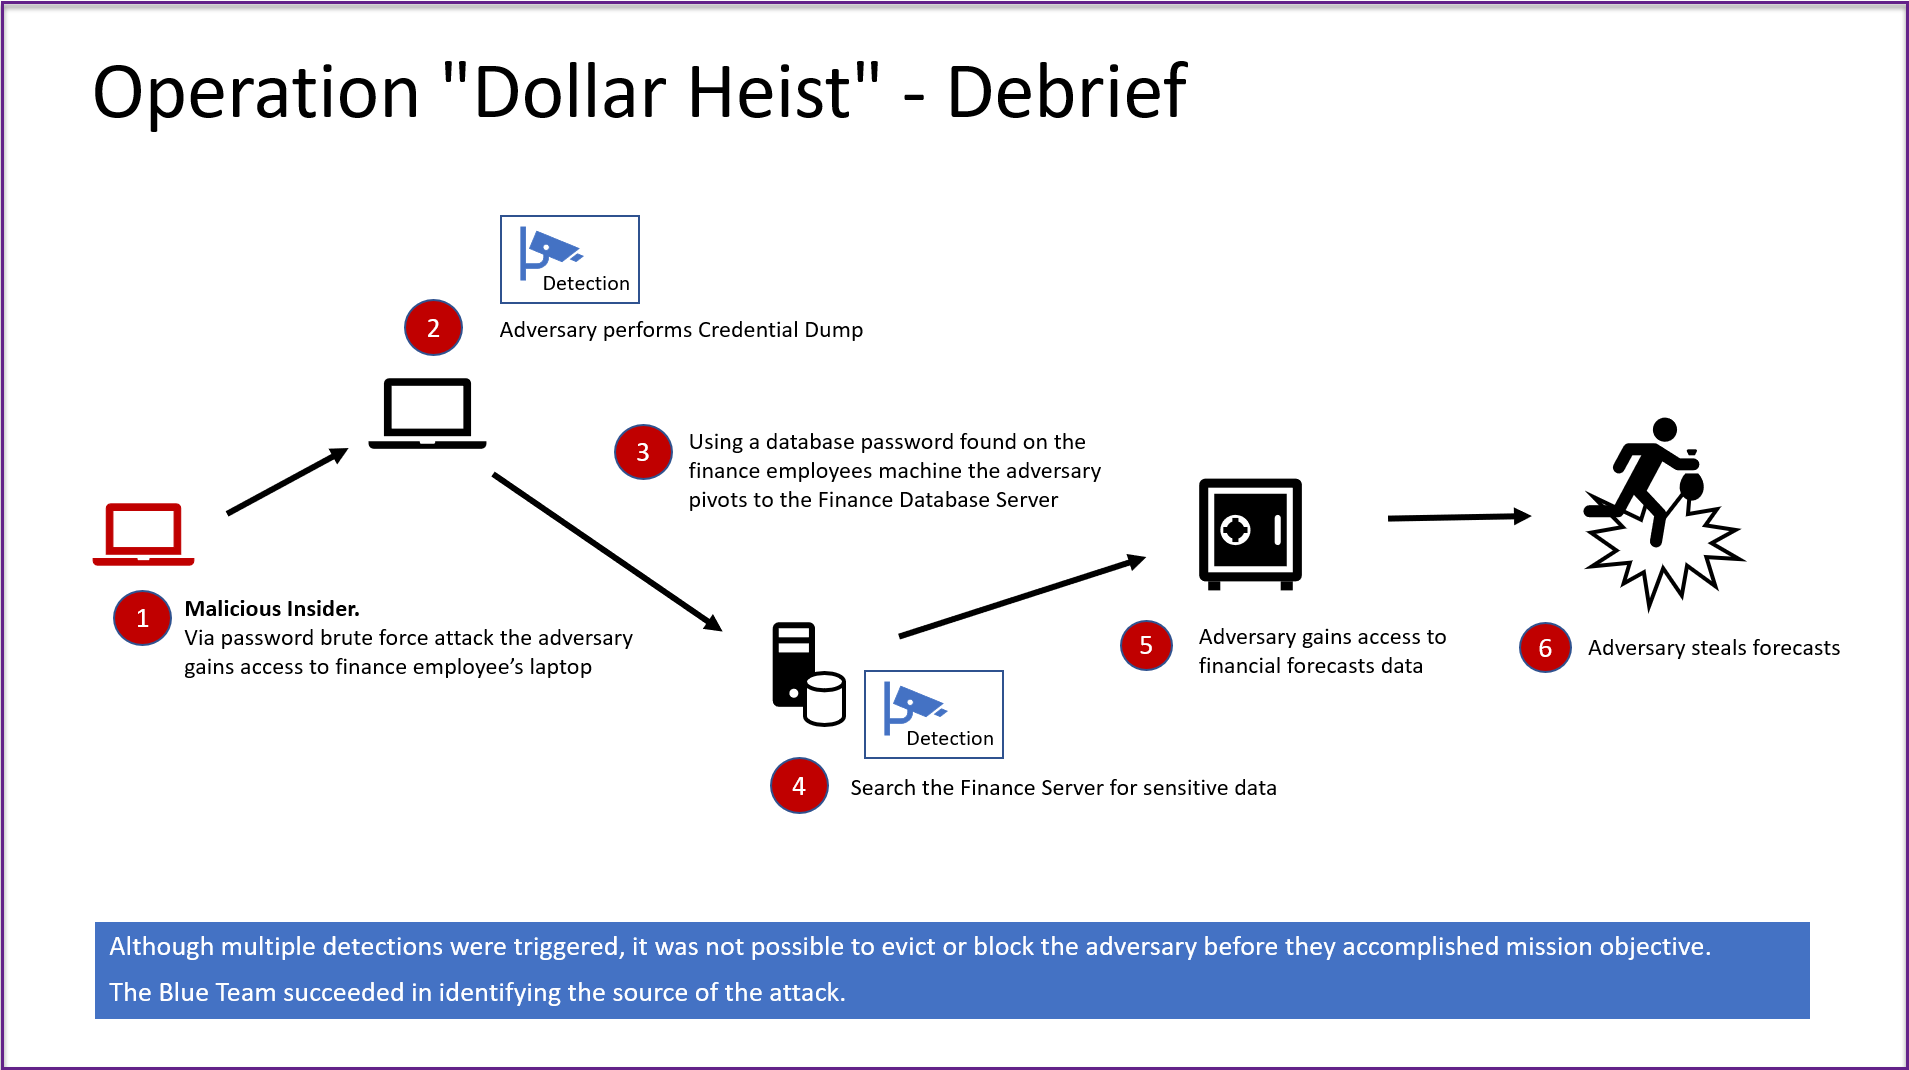 Operation "Dollar Heist" - Debrief
Detection
2
Adversary performs Credential Dump
3
Using a database password found on the
finance employees machine the adversary
pivots to the Finance Database Server
1
Malicious Insider.
Via password brute force attack the adversary
gains access to finance employee’s laptop
Detection
4
Search the Finance Server for sensitive data
5
Adversary gains access to
financial forecasts data
6
Adversary steals forecasts
Although multiple detections were triggered, it was not possible to evict or block the adversary before they accomplished mission objective.
The Blue Team succeeded in identifying the source of the attack.